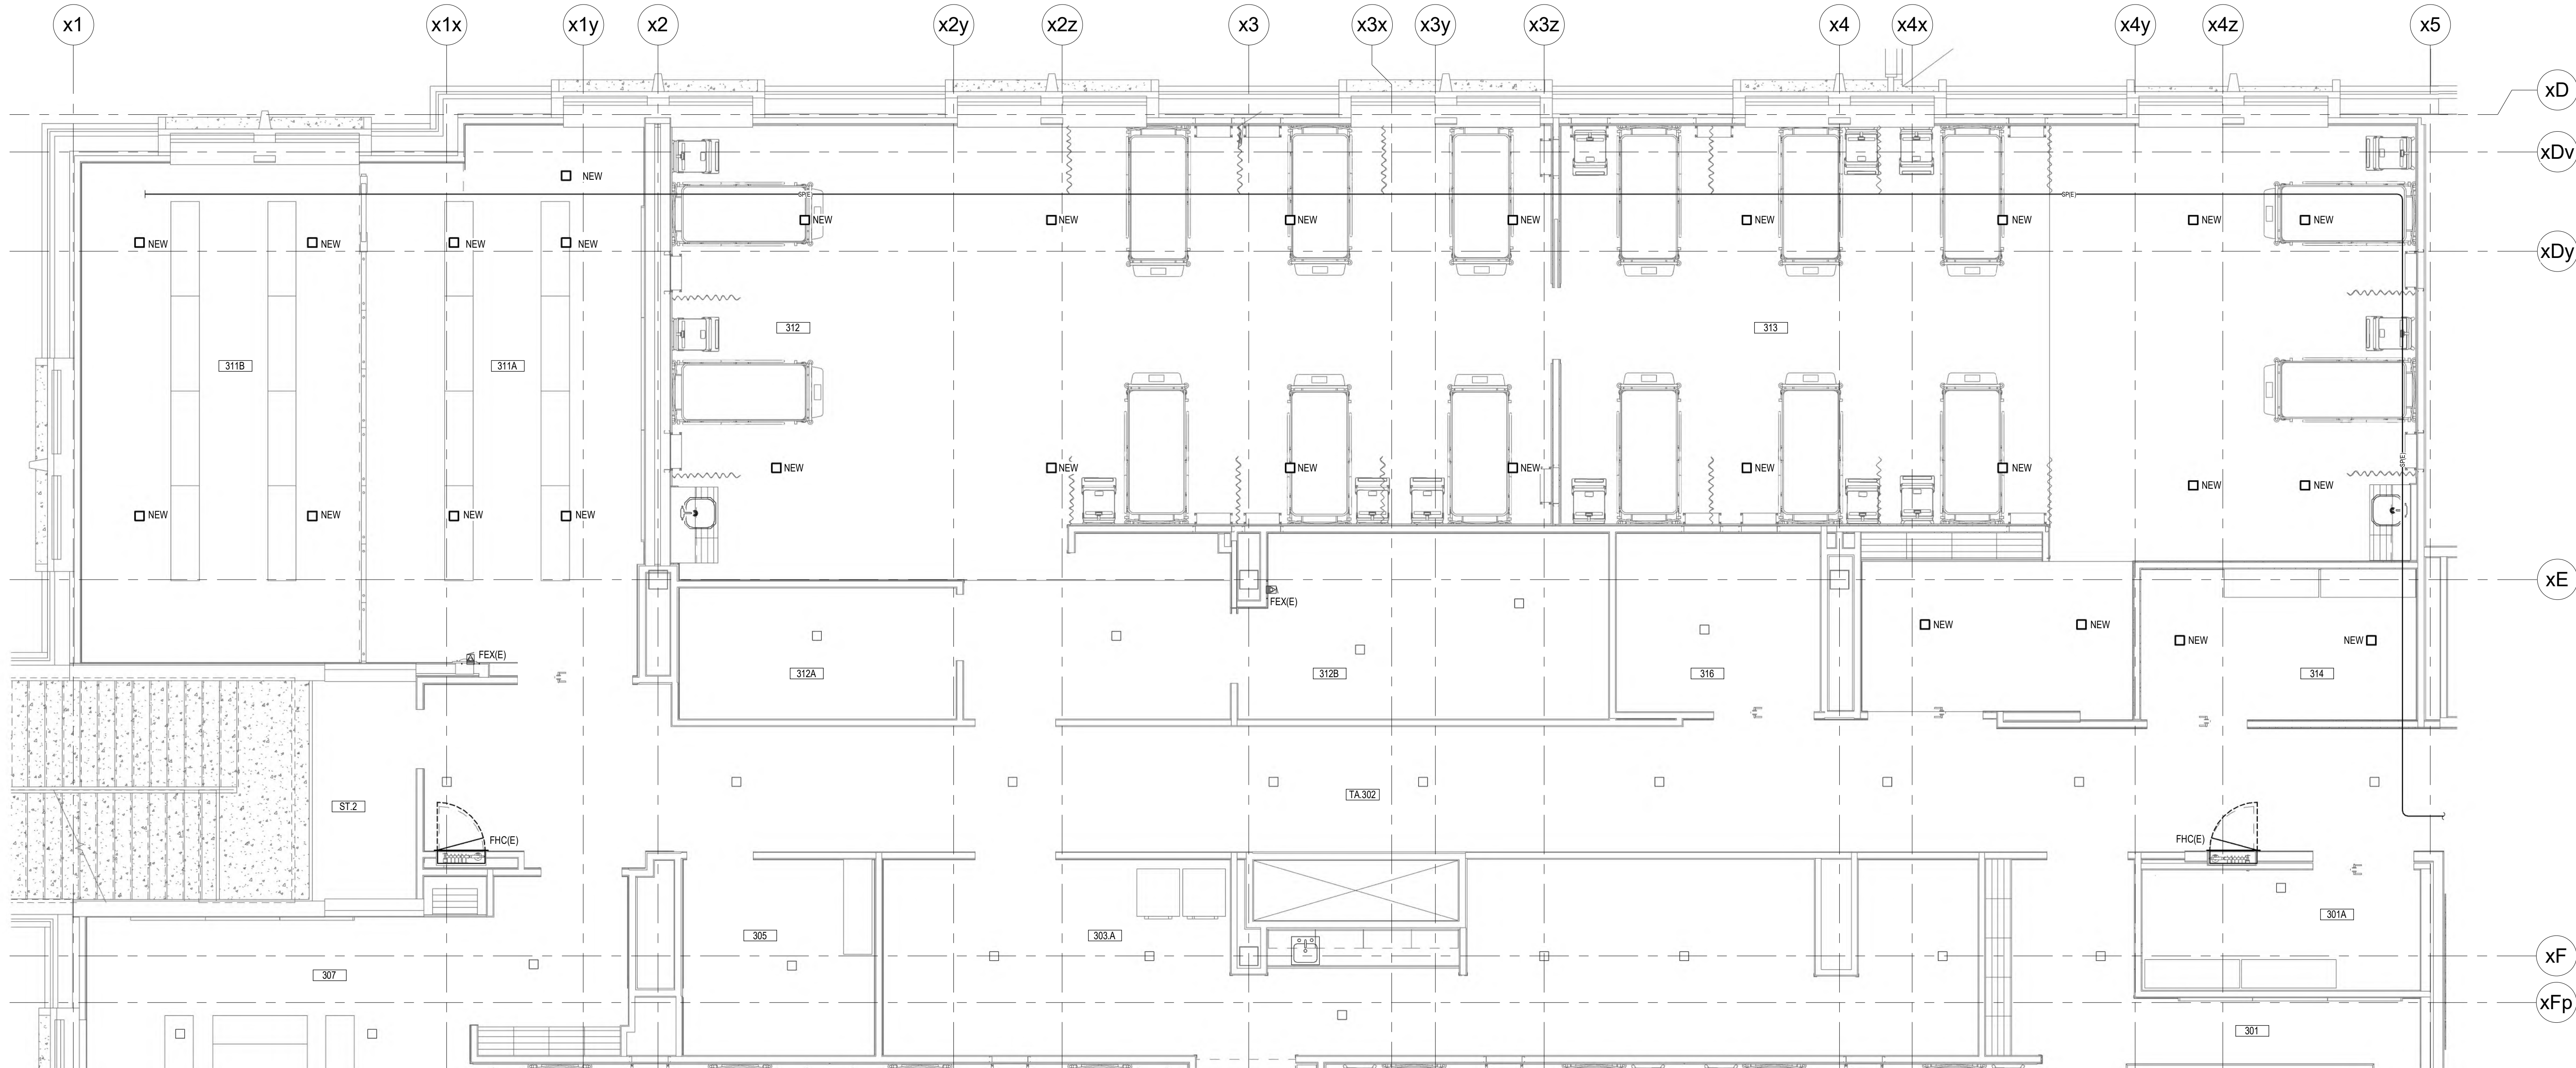 x1 x1x x1y x2 x2y x2z x3 x3x x3y x3z x4 x4x x4y x4z x5
xD
xDv
NEW
SP(E) SP(E)
NEW NEW NEW NEW NEW NEW NEW NEW
NEW NEW NEW NEW
xDy
312 313
311B 311A
SP(E)
NEW NEW NEW NEW NEW NEW
NEW NEW
NEW NEW NEW NEW
xE
FEX(E)
NEW NEW
NEW NEW
FEX(E)
312A 312B 316 314
TA.302
ST.2
FHC(E) FHC(E)
301A
305 303.A
xF
307
xFp
301